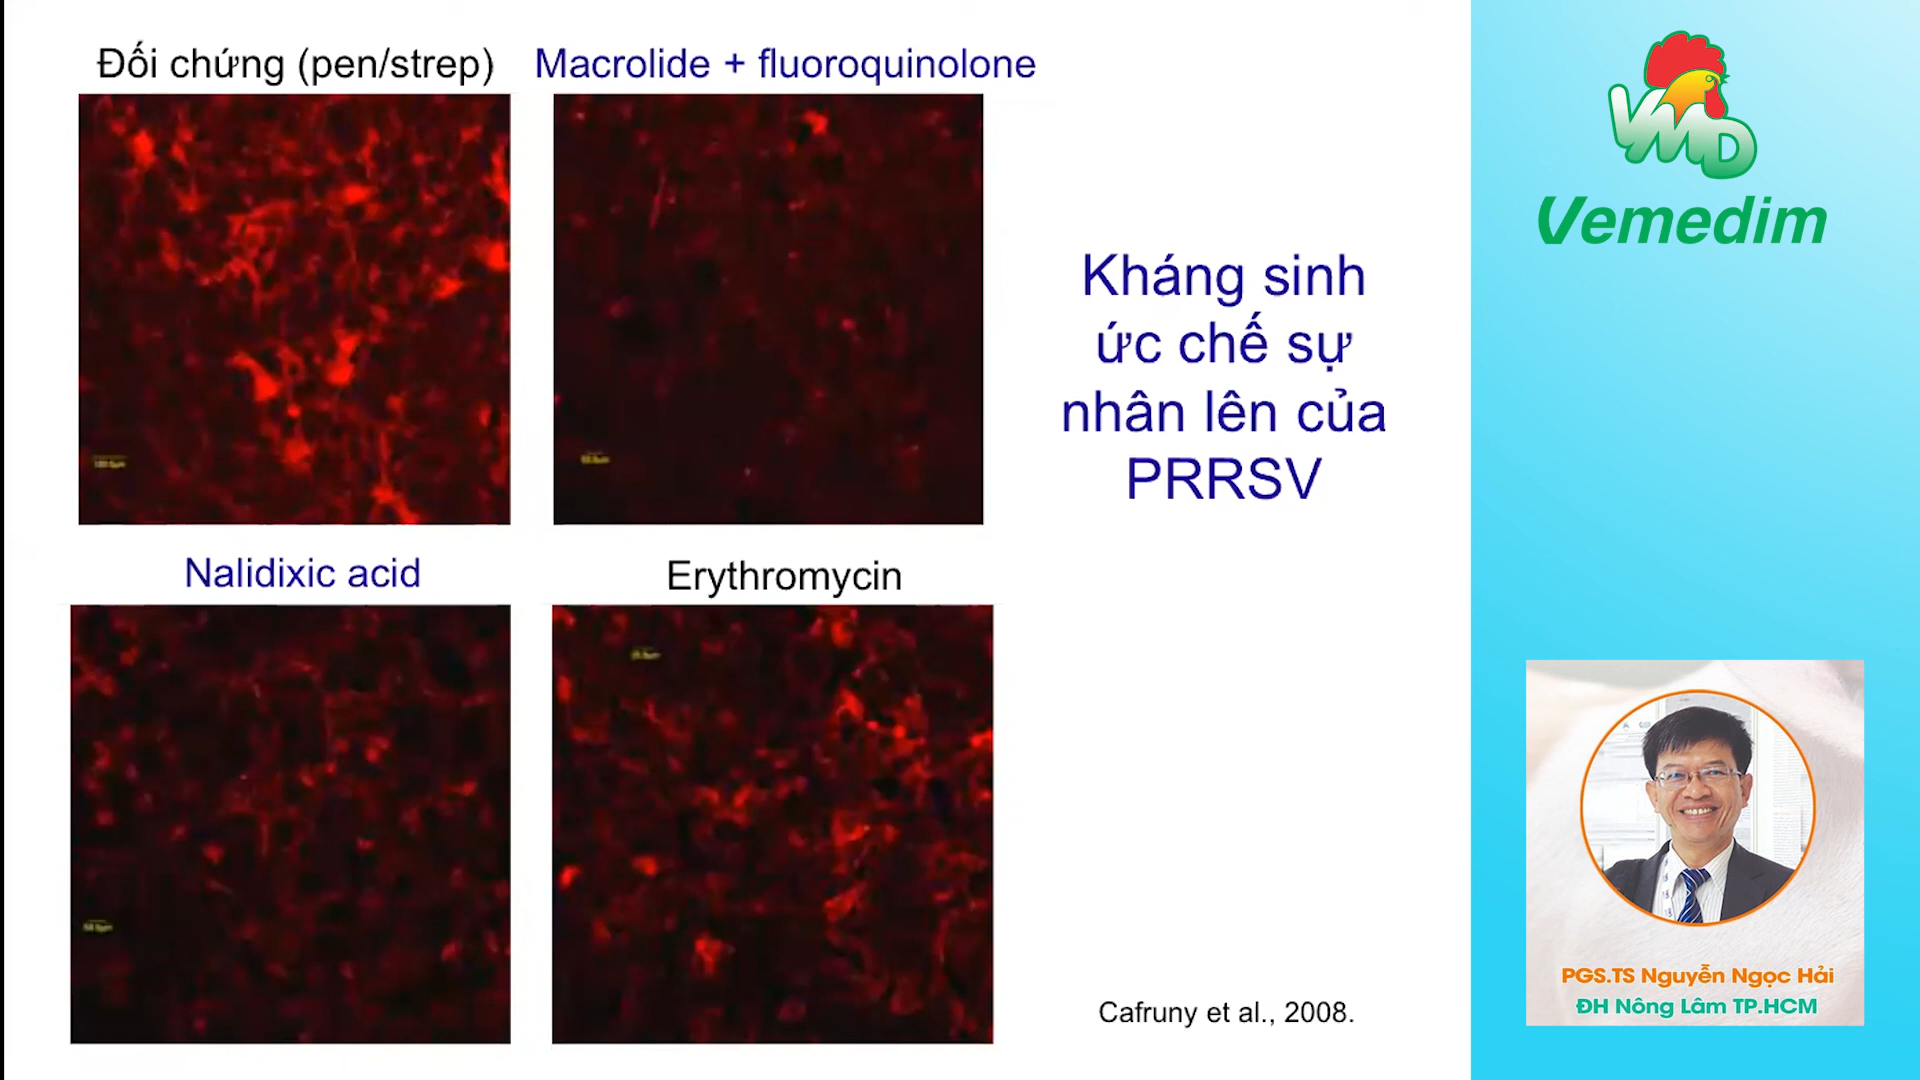 Đối chứng (pen/strep)
Macrolide + fluoroquinolone
Kháng sinh
ức chế sự
nhân lên của
PRRSV
Nalidixic acid
Erythromycin
Cafruny et al., 2008.
VMD
Vemedim
PGS.TS Nguyễn Ngọc Hải
ĐH Nông Lâm TP.HCM